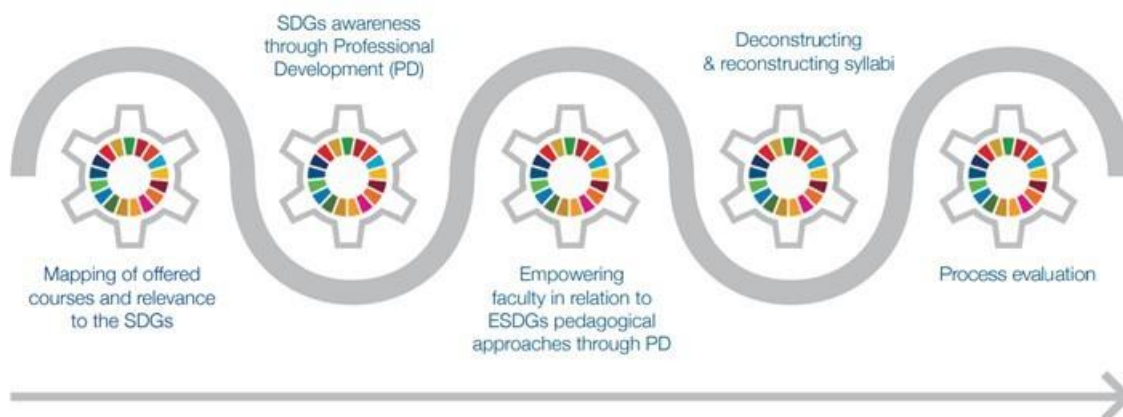 Mapping of offered
courses and relevance
to the SDGs
SDGs awareness
through Professional
Development (PD)
Empowering
faculty in relation to
ESDGs pedagogical
approaches through PD
Deconstructing
& reconstructing syllabi
Process evaluation